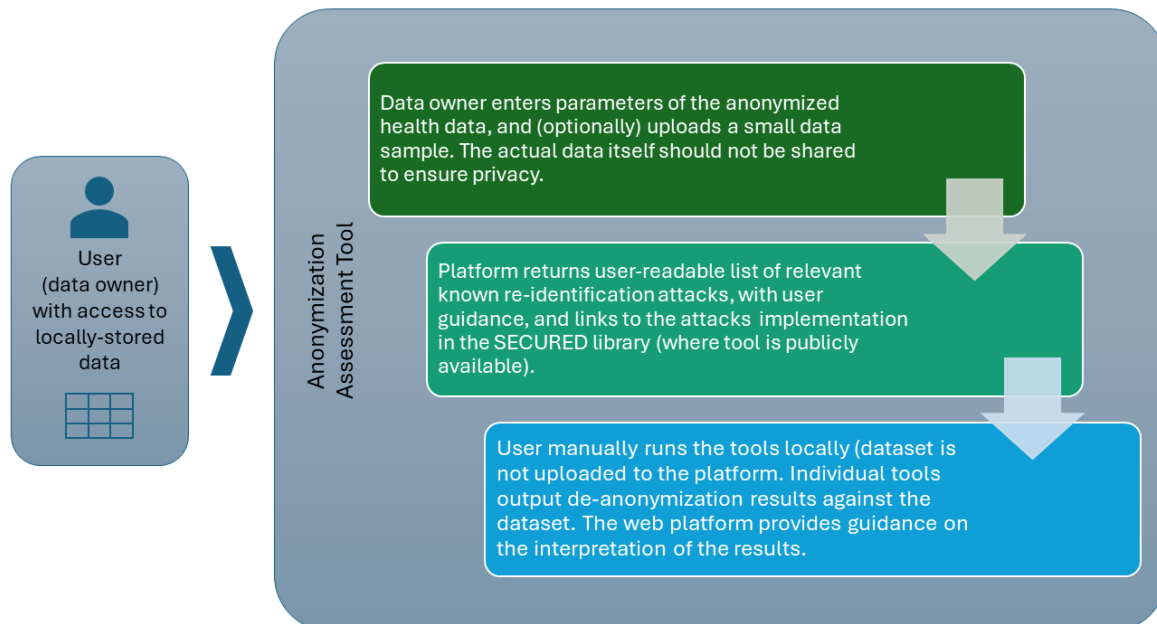 User
(data owner)
with access to
locally-stored
data
Anonymization
Assessment Tool
Data owner enters parameters of the anonymized
health data, and (optionally) uploads a small data
sample. The actual data itself should not be shared
to ensure privacy.
Platform returns user-readable list of relevant
known re-identification attacks, with user
guidance, and links to the attacks implementation
in the SECURED library (where tool is publicly
available).
User manually runs the tools locally (dataset is
not uploaded to the platform. Individual tools
output de-anonymization results against the
dataset. The web platform provides guidance on
the interpretation of the results.